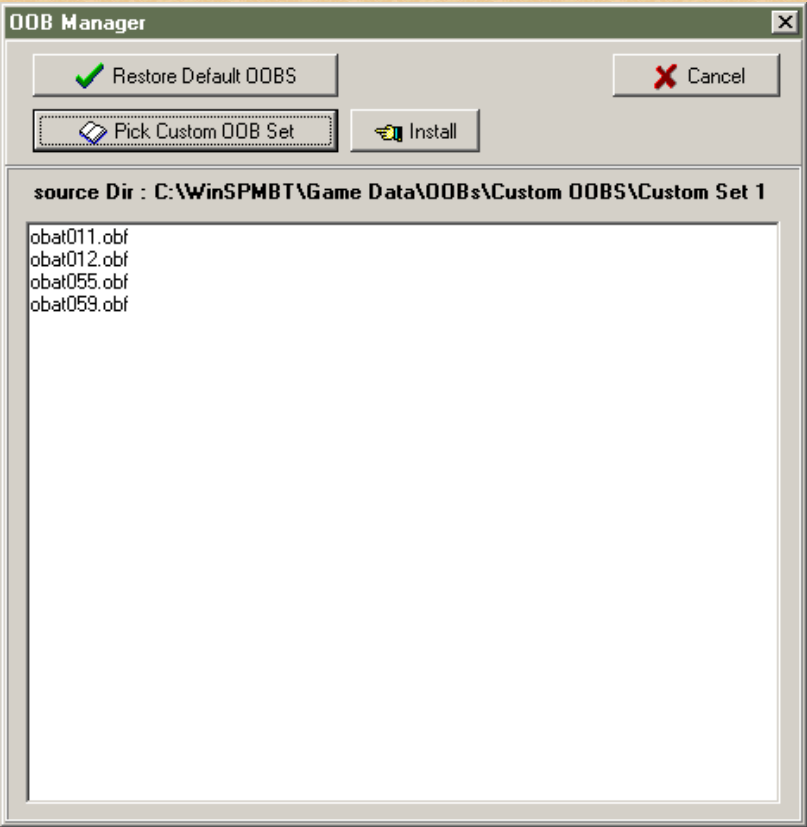 OOB Manager
Restore Default OOBS
Cancel
Pick Custom OOB Set
Install
source Dir : C:\WinSPMBT\Game Data\OOBs\Custom OOBS\Custom Set 1
obat011.obf
obat012.obf
obat055.obf
obat059.obf